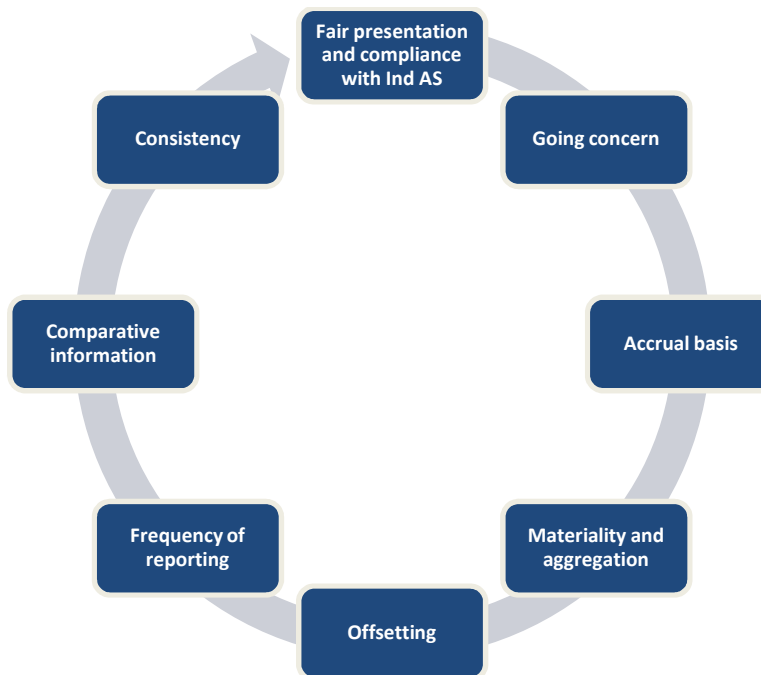 Fair presentation
and compliance
with Ind AS
Going concern
Accrual basis
Materiality and
aggregation
Offsetting
Frequency of
reporting
Comparative
information
Consistency